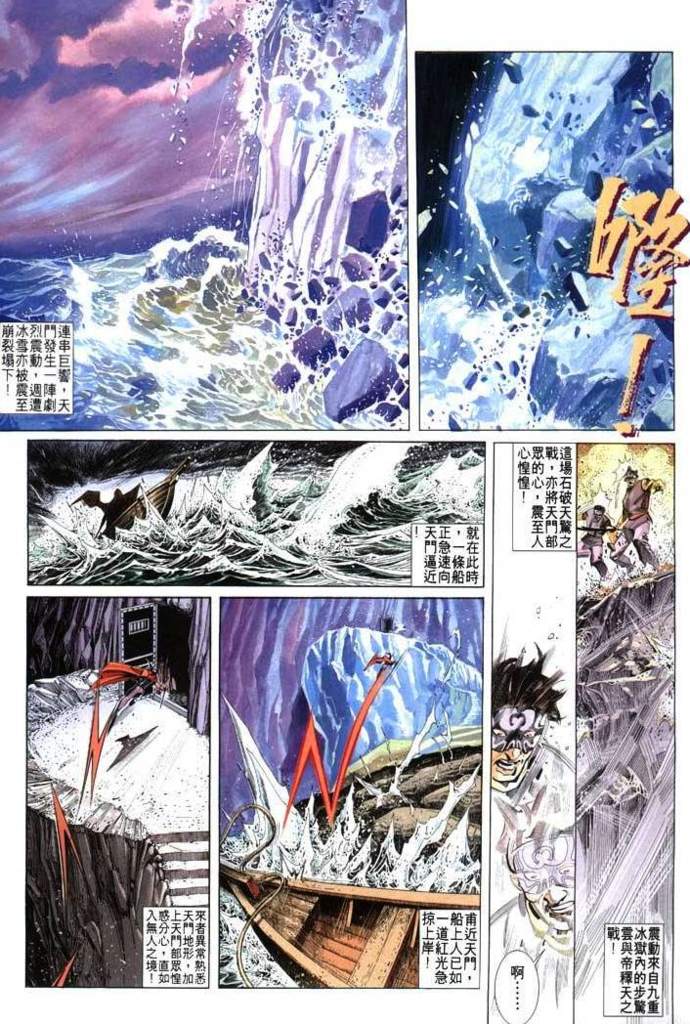 連串巨響，天
門發生一陣劇
烈震動，週遭
冰雪亦被震至
崩裂塌下！
這場石破天驚之
戰，亦將天門部
眾的心，震至人
心惶惶！
震動來自九重
冰獄內的步驚
雲與帝釋天之
戰！
啊……
就在此時
，一條船
正急速向
天門逼近
！
甫近天門，
船上人已如
一道紅光急
掠上岸！
來者異常熟悉
天門地形，加
上天門部眾惶
惑分心，直如
入無人之境！